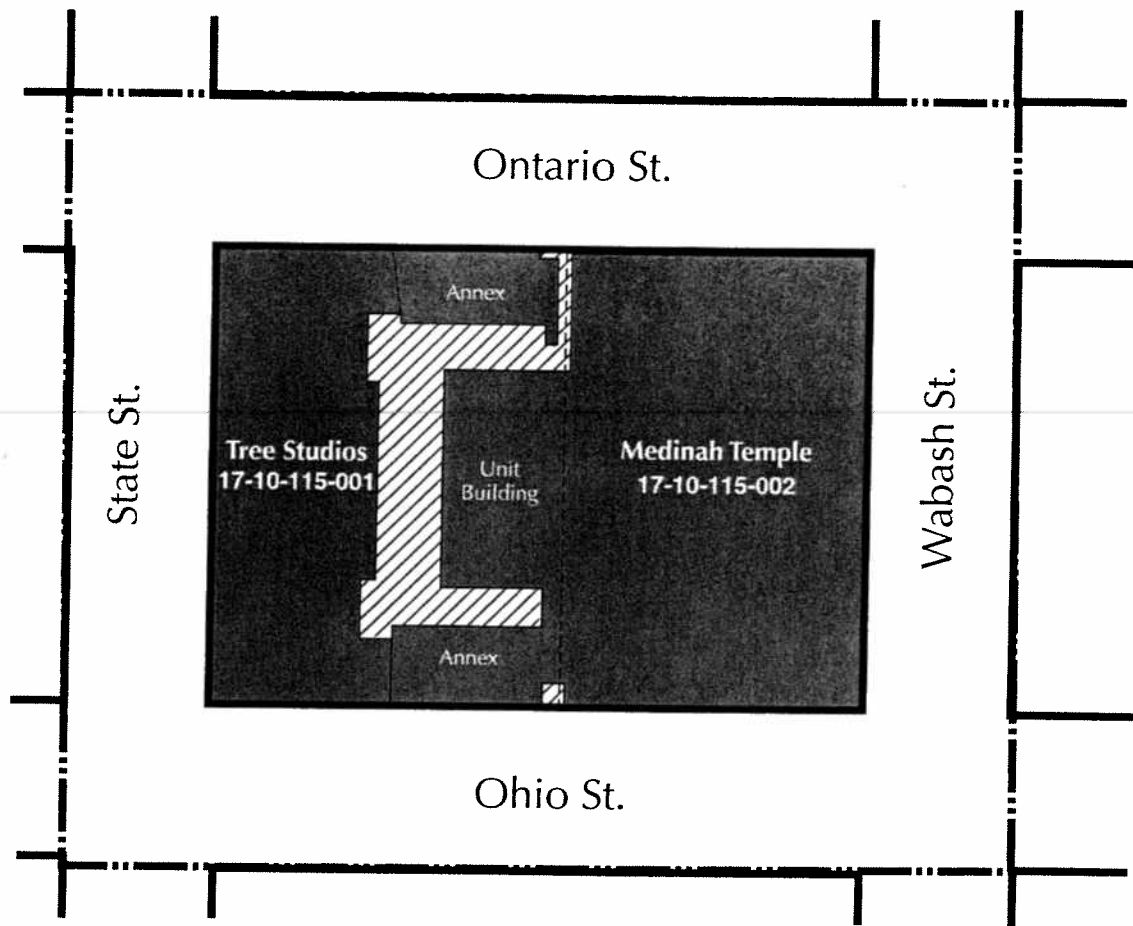 Ontario St.
Annex
State St.
Tree Studios
17-10-115-001
Unit
Building
Medinah Temple
17-10-115-002
Wabash St.
Annex
Ohio St.